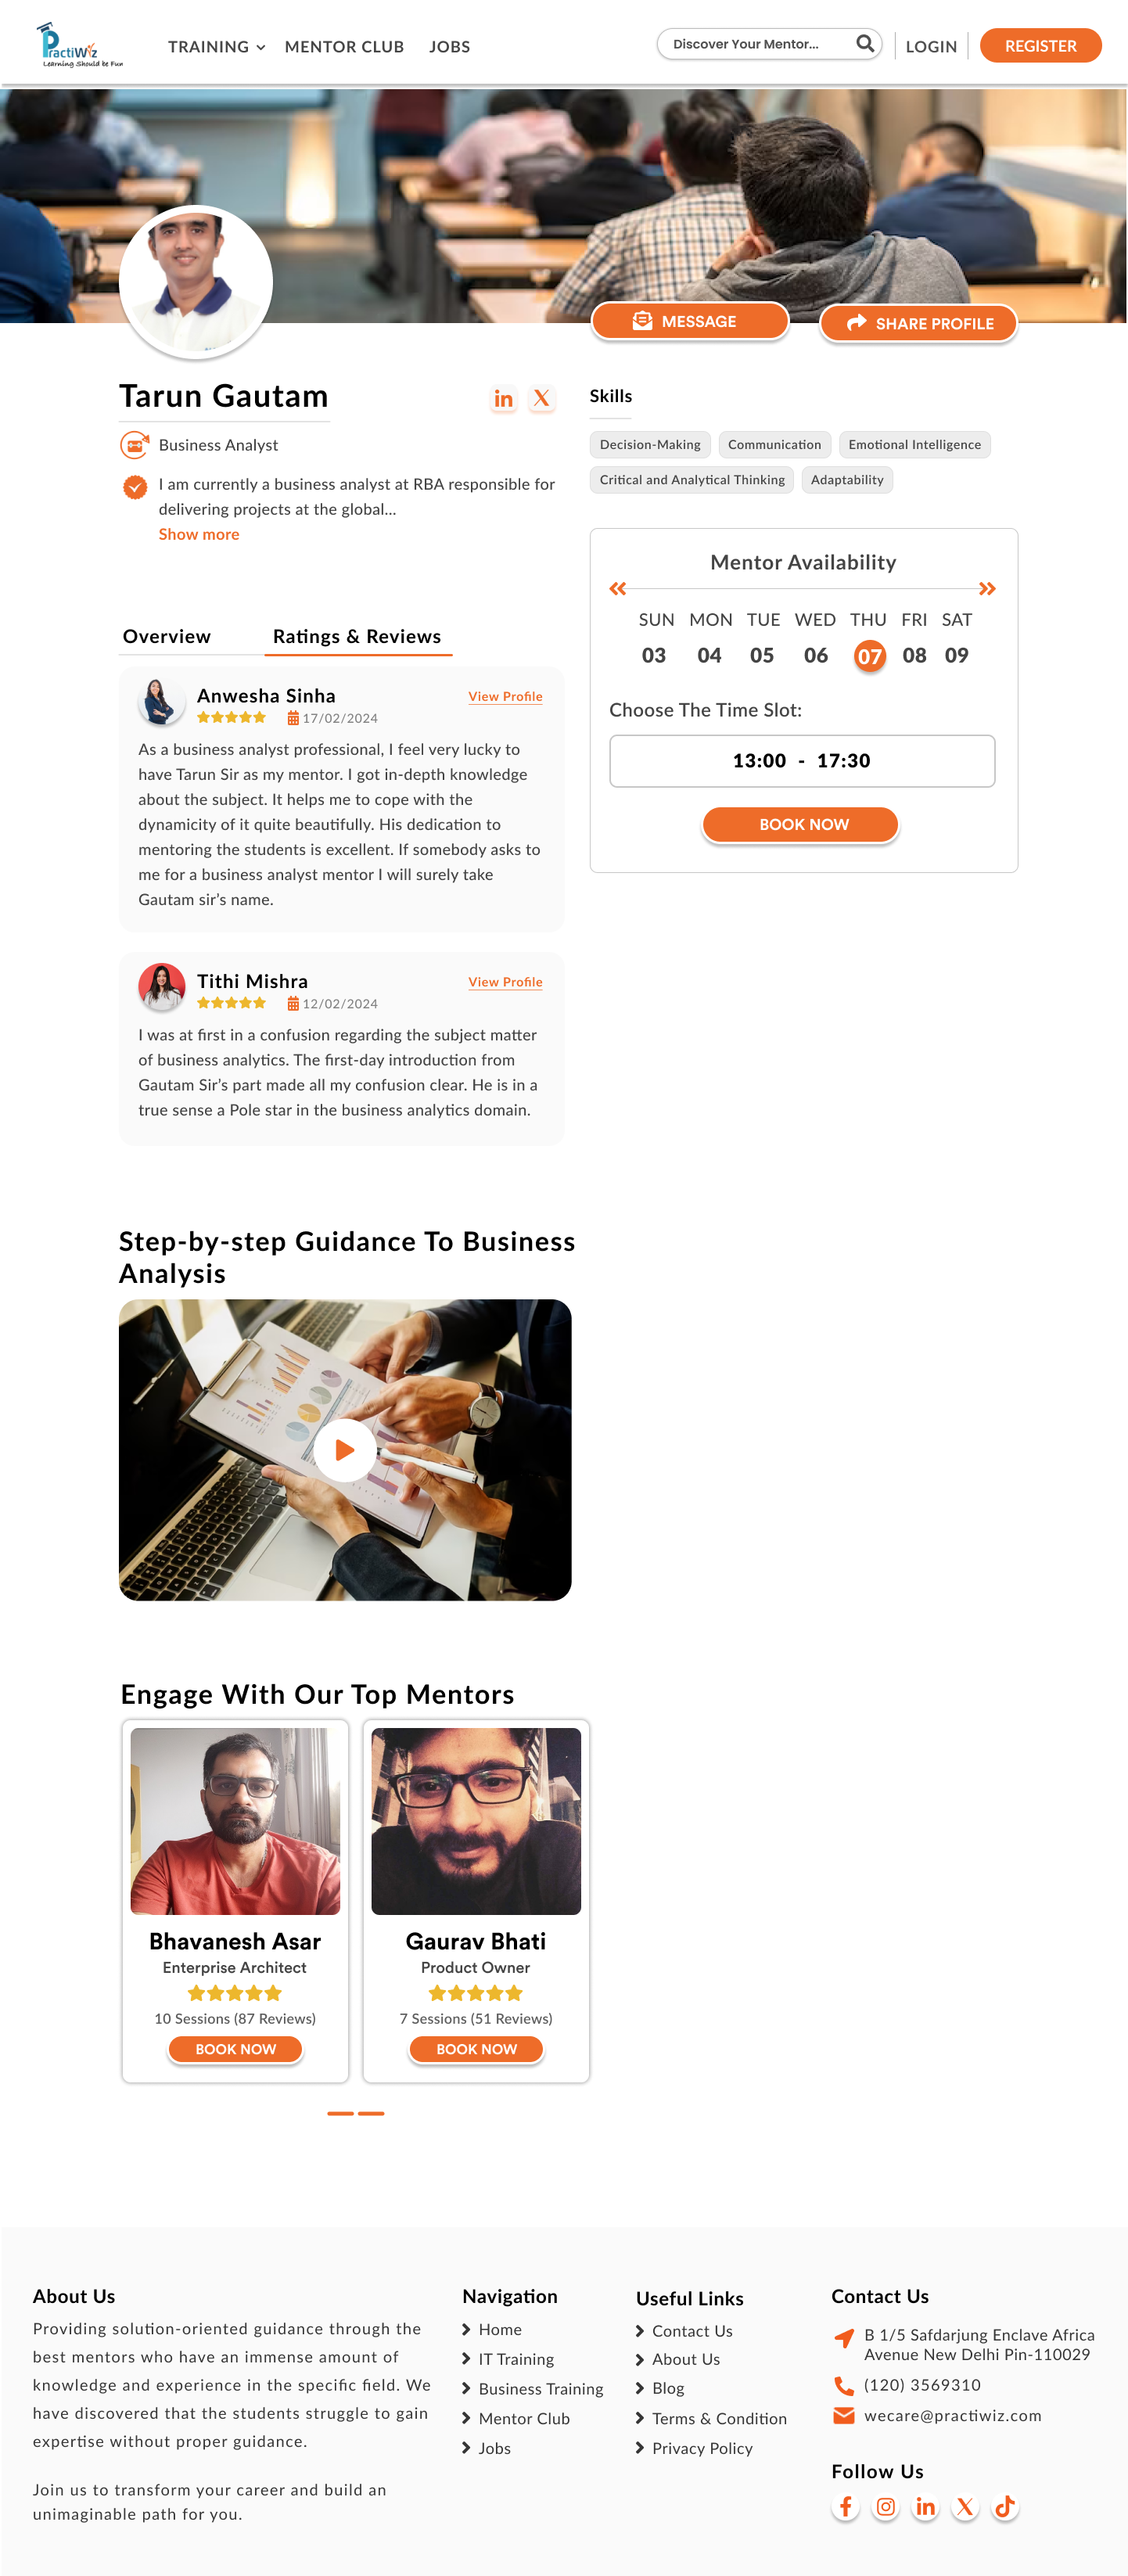 PractiWiz
Learning Should be Fun
TRAINING
MENTOR CLUB
JOBS
Discover Your Mentor...
LOGIN
REGISTER
MESSAGE
SHARE PROFILE
Tarun Gautam
Business Analyst
I am currently a business analyst at RBA responsible for
delivering projects at the global...
Show more
Skills
Decision-Making
Communication
Emotional Intelligence
Critical and Analytical Thinking
Adaptability
Mentor Availability
SUN MON TUE WED THU FRI SAT
03 04 05 06 07 08 09
Choose The Time Slot:
13:00 - 17:30
BOOK NOW
Overview
Ratings & Reviews
Anwesha Sinha
View Profile
17/02/2024
As a business analyst professional, I feel very lucky to
have Tarun Sir as my mentor. I got in-depth knowledge
about the subject. It helps me to cope with the
dynamicity of it quite beautifully. His dedication to
mentoring the students is excellent. If somebody asks to
me for a business analyst mentor I will surely take
Gautam sir’s name.
Tithi Mishra
View Profile
12/02/2024
I was at first in a confusion regarding the subject matter
of business analytics. The first-day introduction from
Gautam Sir’s part made all my confusion clear. He is in a
true sense a Pole star in the business analytics domain.
Step-by-step Guidance To Business
Analysis
Engage With Our Top Mentors
Bhavanesh Asar
Enterprise Architect
10 Sessions (87 Reviews)
BOOK NOW
Gaurav Bhati
Product Owner
7 Sessions (51 Reviews)
BOOK NOW
About Us
Providing solution-oriented guidance through the
best mentors who have an immense amount of
knowledge and experience in the specific field. We
have discovered that the students struggle to gain
expertise without proper guidance.
Join us to transform your career and build an
unimaginable path for you.
Navigation
Home
IT Training
Business Training
Mentor Club
Jobs
Useful Links
Contact Us
About Us
Blog
Terms & Condition
Privacy Policy
Contact Us
B 1/5 Safdarjung Enclave Africa
Avenue New Delhi Pin-110029
(120) 3569310
wecare@practiwiz.com
Follow Us